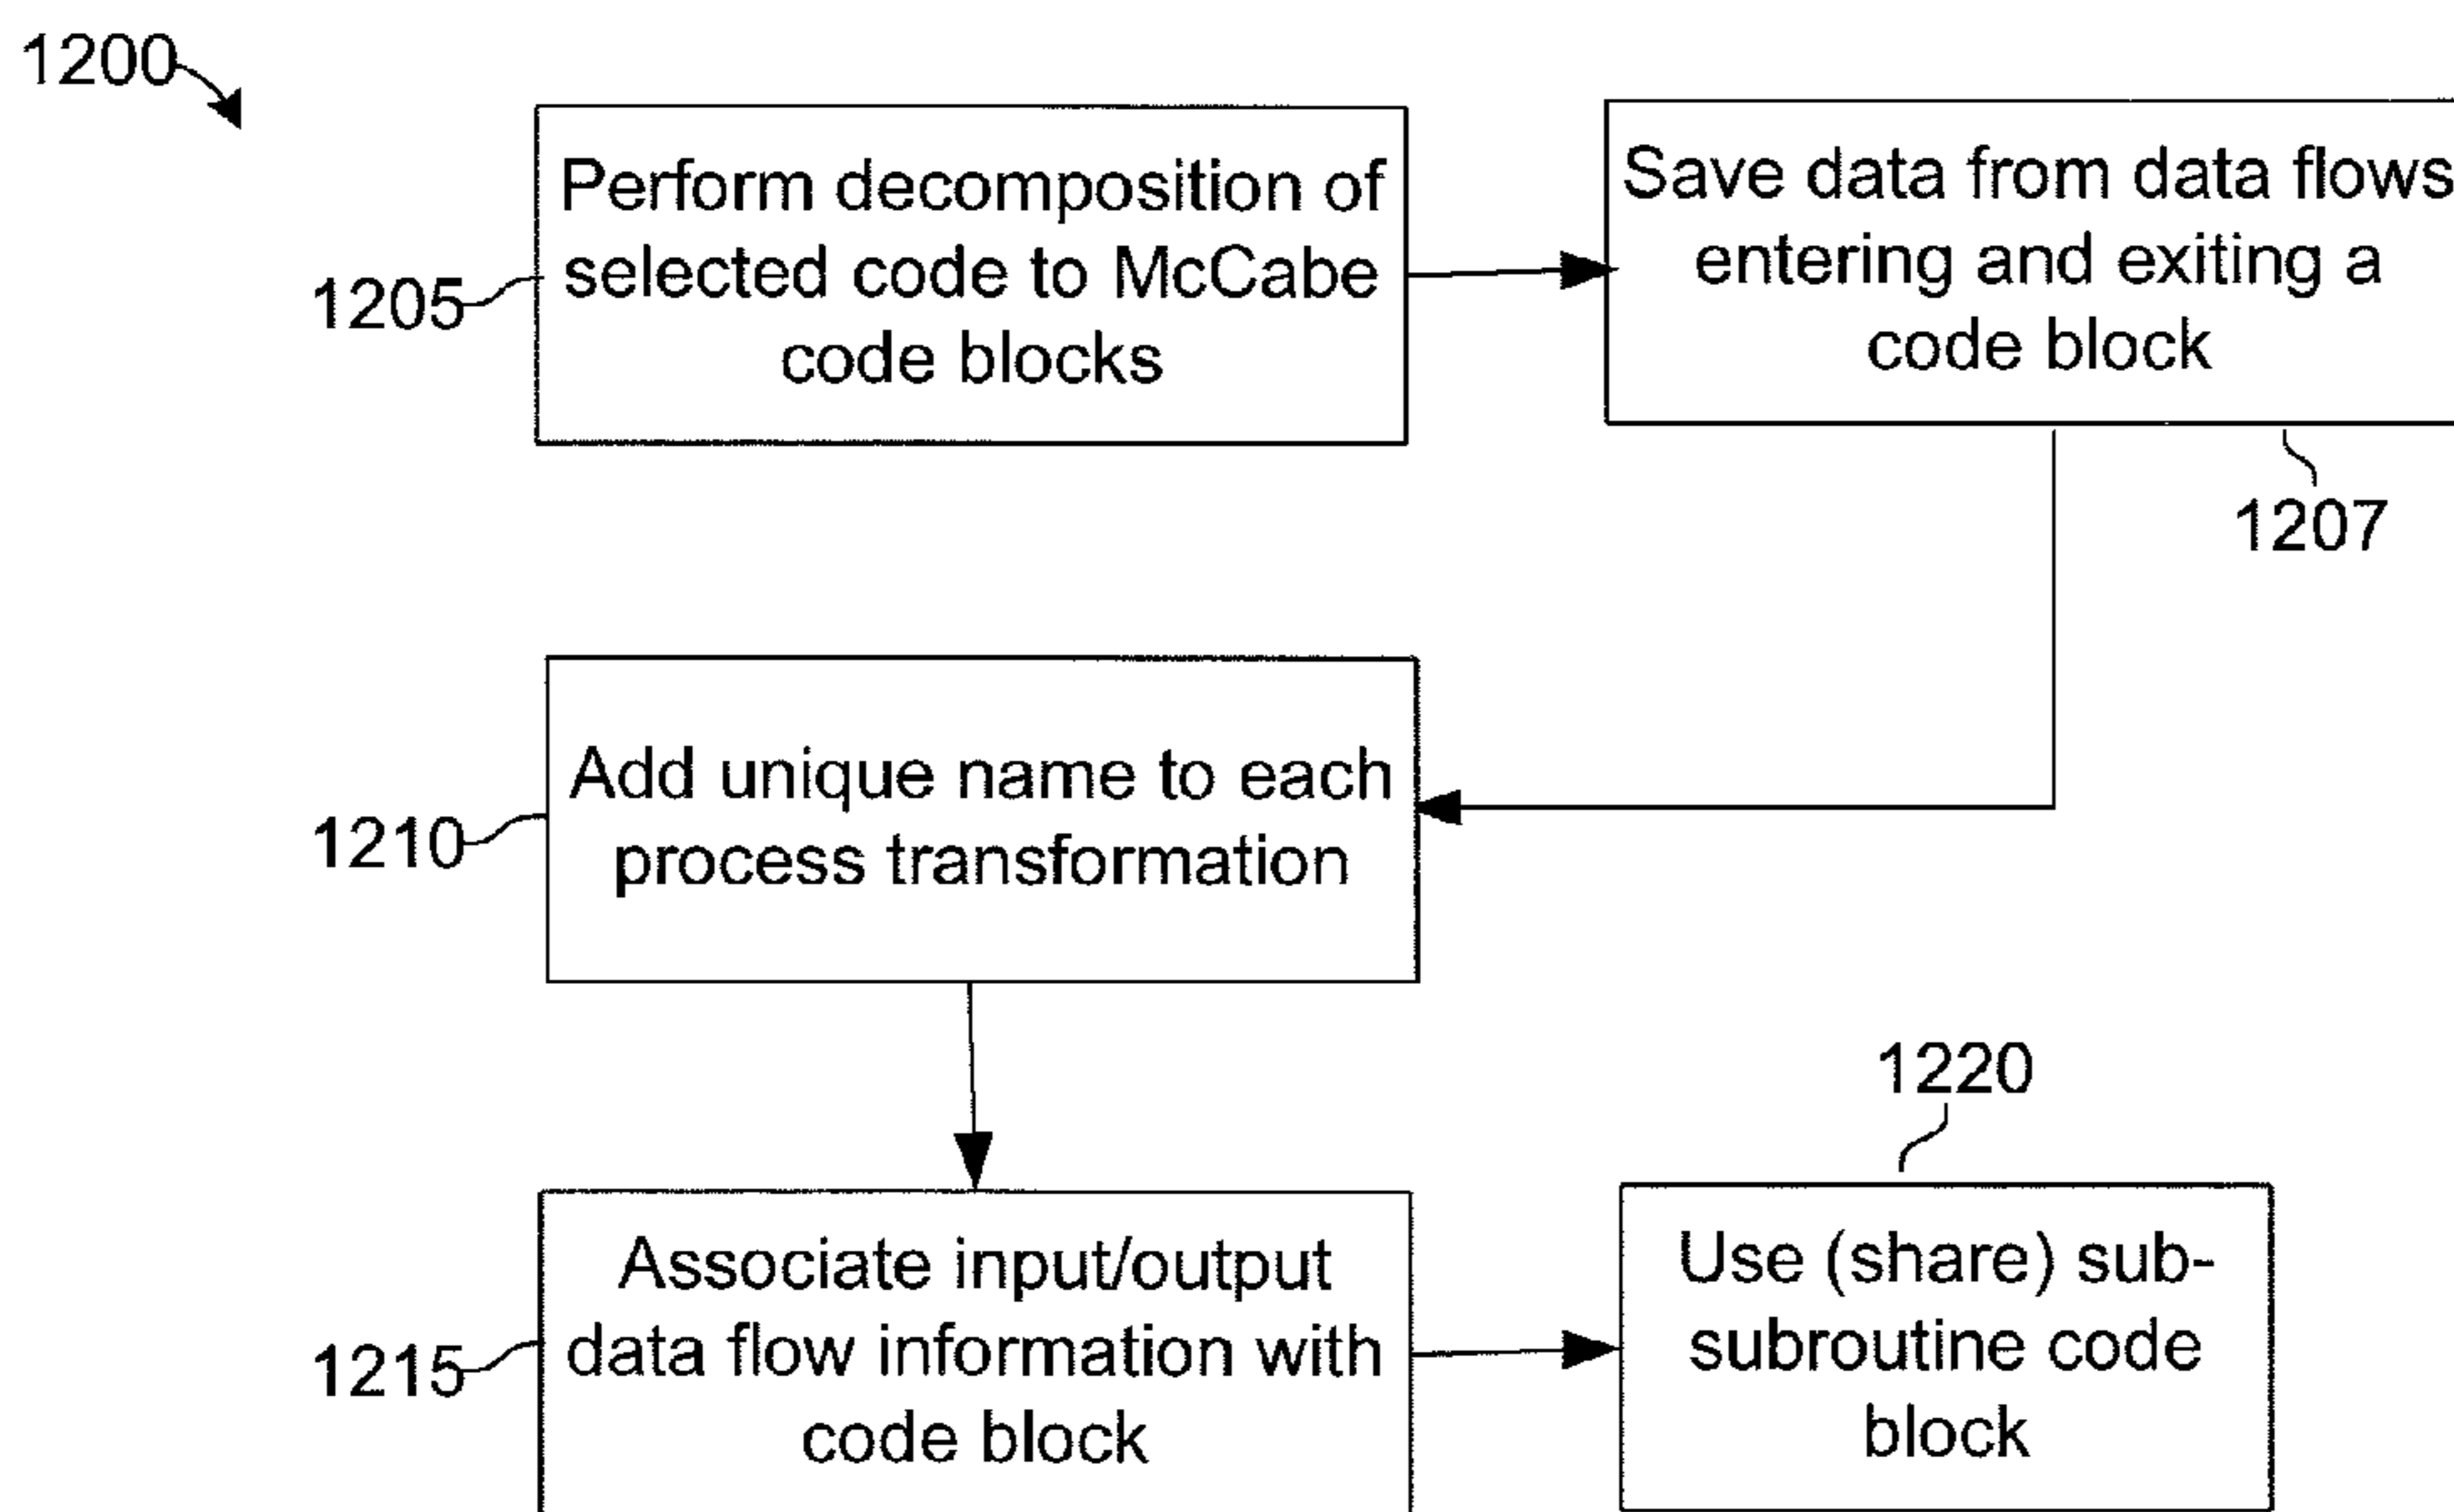 1200
Perform decomposition of
selected code to McCabe
code blocks
1205
Save data from data flows
entering and exiting a
code block
1207
Add unique name to each
process transformation
1210
Associate input/output
data flow information with
code block
1215
1220
Use (share) sub-
subroutine code
block